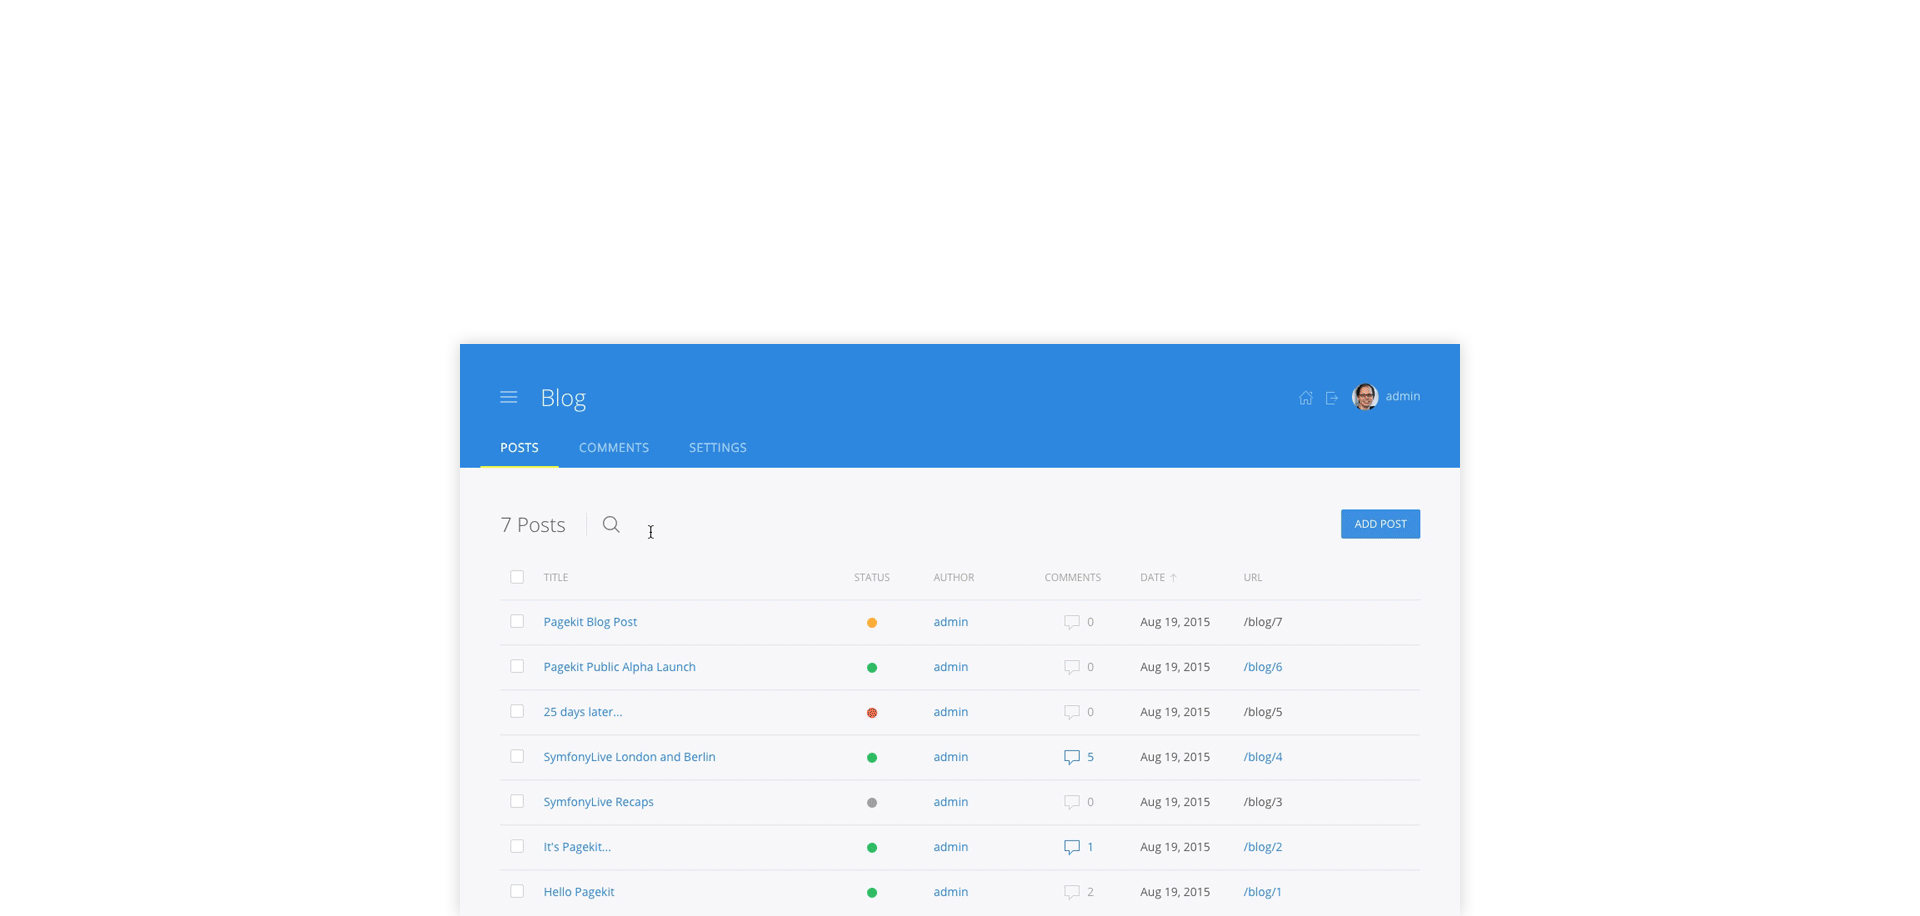 Blog
admin
POSTS COMMENTS SETTINGS
7 Posts
ADD POST
TITLE STATUS AUTHOR COMMENTS DATE ↑ URL
Pagekit Blog Post admin 0 Aug 19, 2015 /blog/7
Pagekit Public Alpha Launch admin 0 Aug 19, 2015 /blog/6
25 days later... admin 0 Aug 19, 2015 /blog/5
SymfonyLive London and Berlin admin 5 Aug 19, 2015 /blog/4
SymfonyLive Recaps admin 0 Aug 19, 2015 /blog/3
It's Pagekit... admin 1 Aug 19, 2015 /blog/2
Hello Pagekit admin 2 Aug 19, 2015 /blog/1